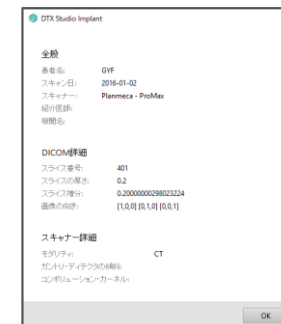 DTX Studio Implant
全般
患者名: GYF
スキャン日: 2016-01-02
スキャナー: Planmeca - ProMax
紹介医師:
機関名:
DICOM詳細
スライス番号: 401
スライスの厚さ: 0.2
スライス増分: 0.20000000298023224
画像の向き: [1,0,0] [0,1,0] [0,0,1]
スキャナー詳細
モダリティ: CT
ガントリ・ディテクタの傾斜:
コンボリューション・カーネル:
OK